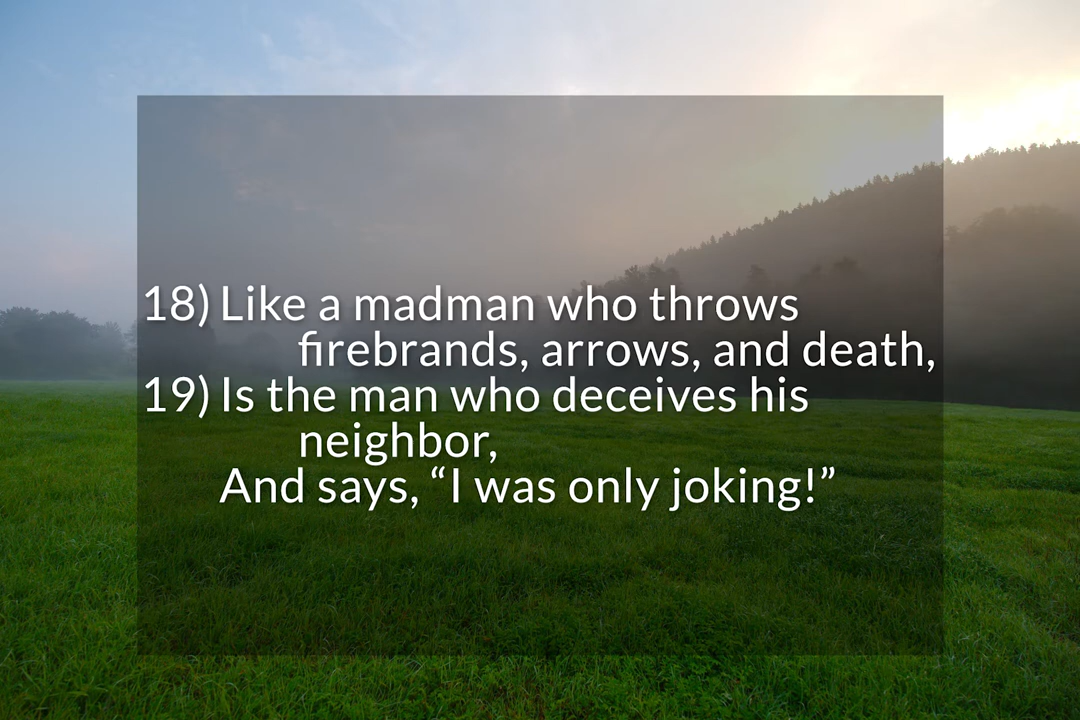 18) Like a madman who throws
firebrands, arrows, and death,
19) Is the man who deceives his
neighbor,
And says, “I was only joking!”